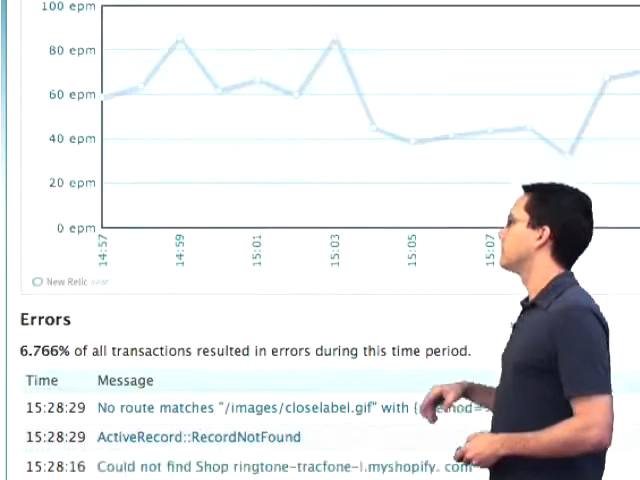 100 epm
80 epm
60 epm
40 epm
20 epm
0 epm
14:57
14:59
15:01
15:03
15:05
15:07
New Relic
Errors
6.766% of all transactions resulted in errors during this time period.
Time Message
15:28:29 No route matches "/images/closelabel.gif" with
15:28:29 ActiveRecord::RecordNotFound
15:28:16 Could not find Shop ringtone-tracfone-l.myshopify. com